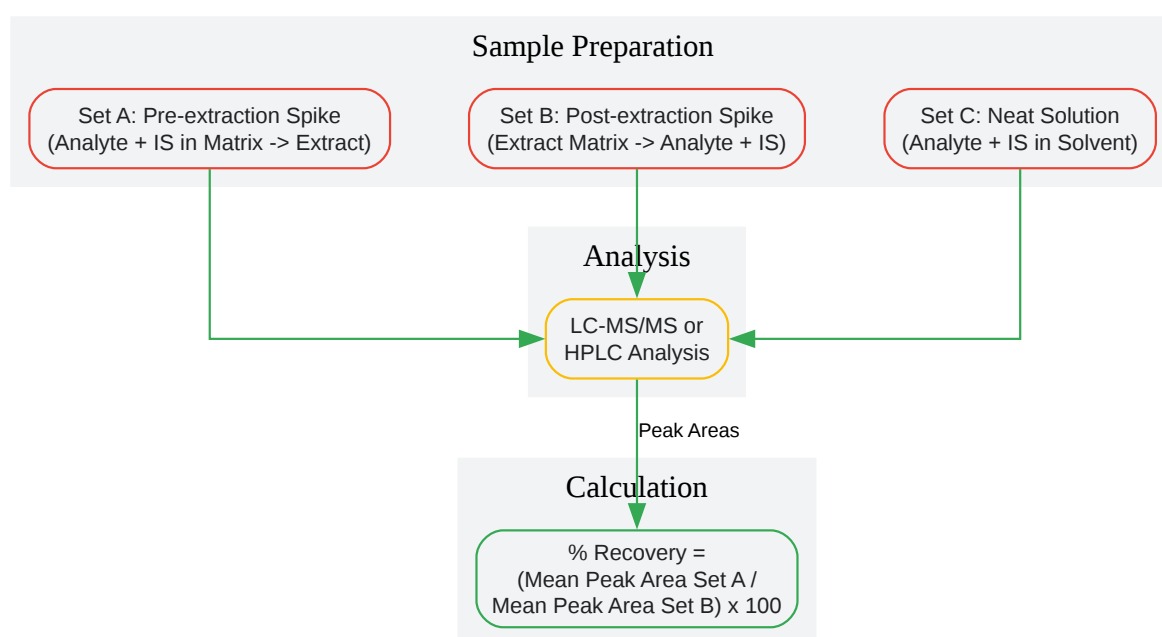 Sample Preparation
Set A: Pre-extraction Spike
(Analyte + IS in Matrix -> Extract)
Set B: Post-extraction Spike
(Extract Matrix -> Analyte + IS)
Set C: Neat Solution
(Analyte + IS in Solvent)
Analysis
LC-MS/MS or
HPLC Analysis
Peak Areas
Calculation
% Recovery =
(Mean Peak Area Set A /
Mean Peak Area Set B) x 100